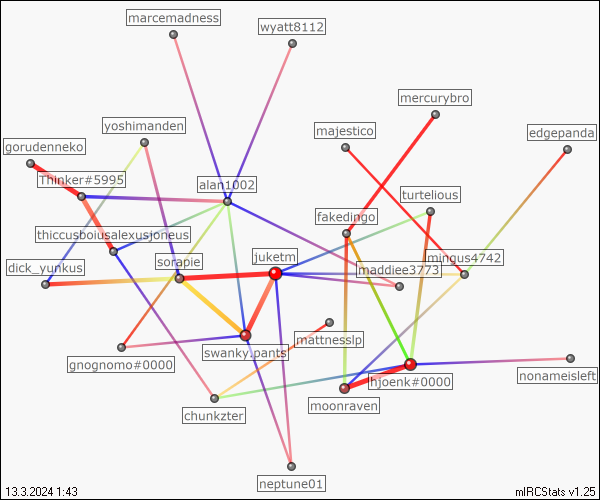 marcemadness
wyatt8112
mercurybro
yoshimanden
majestico
edgepanda
gorudenneko
Thinker#5995
alan1002
turtelious
fakedingo
thiccusboiusalexusjoneus
juketm
mingus4742
sorapie
maddiee3773
dick_yunkus
mattnesslp
swanky.pants
gnognomo#0000
hjoenk#0000
nonameisleft
moonraven
chunkzter
neptune01
13.3.2024 1:43
mIRCStats v1.25